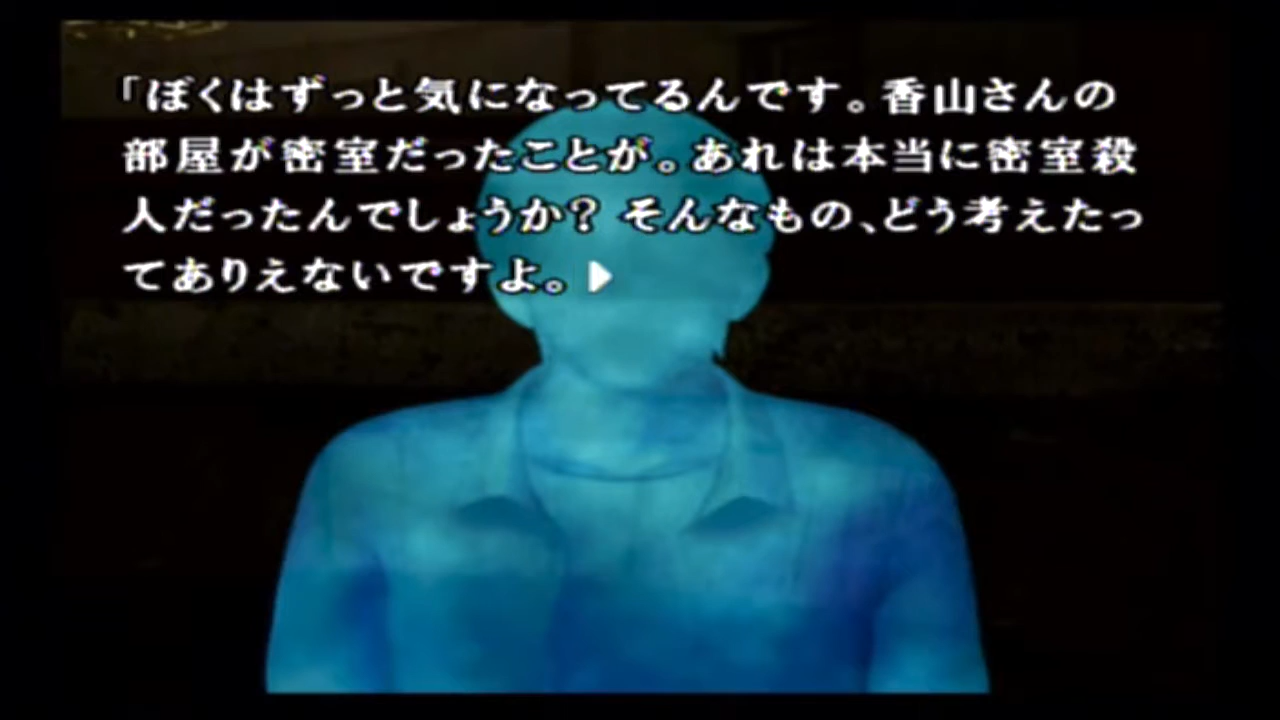 「ぼくはずっと気になってるんです。香山さんの
部屋が密室だったことが。あれは本当に密室殺
人だったんでしょうか？ そんなもの、どう考えたっ
てありえないですよ。